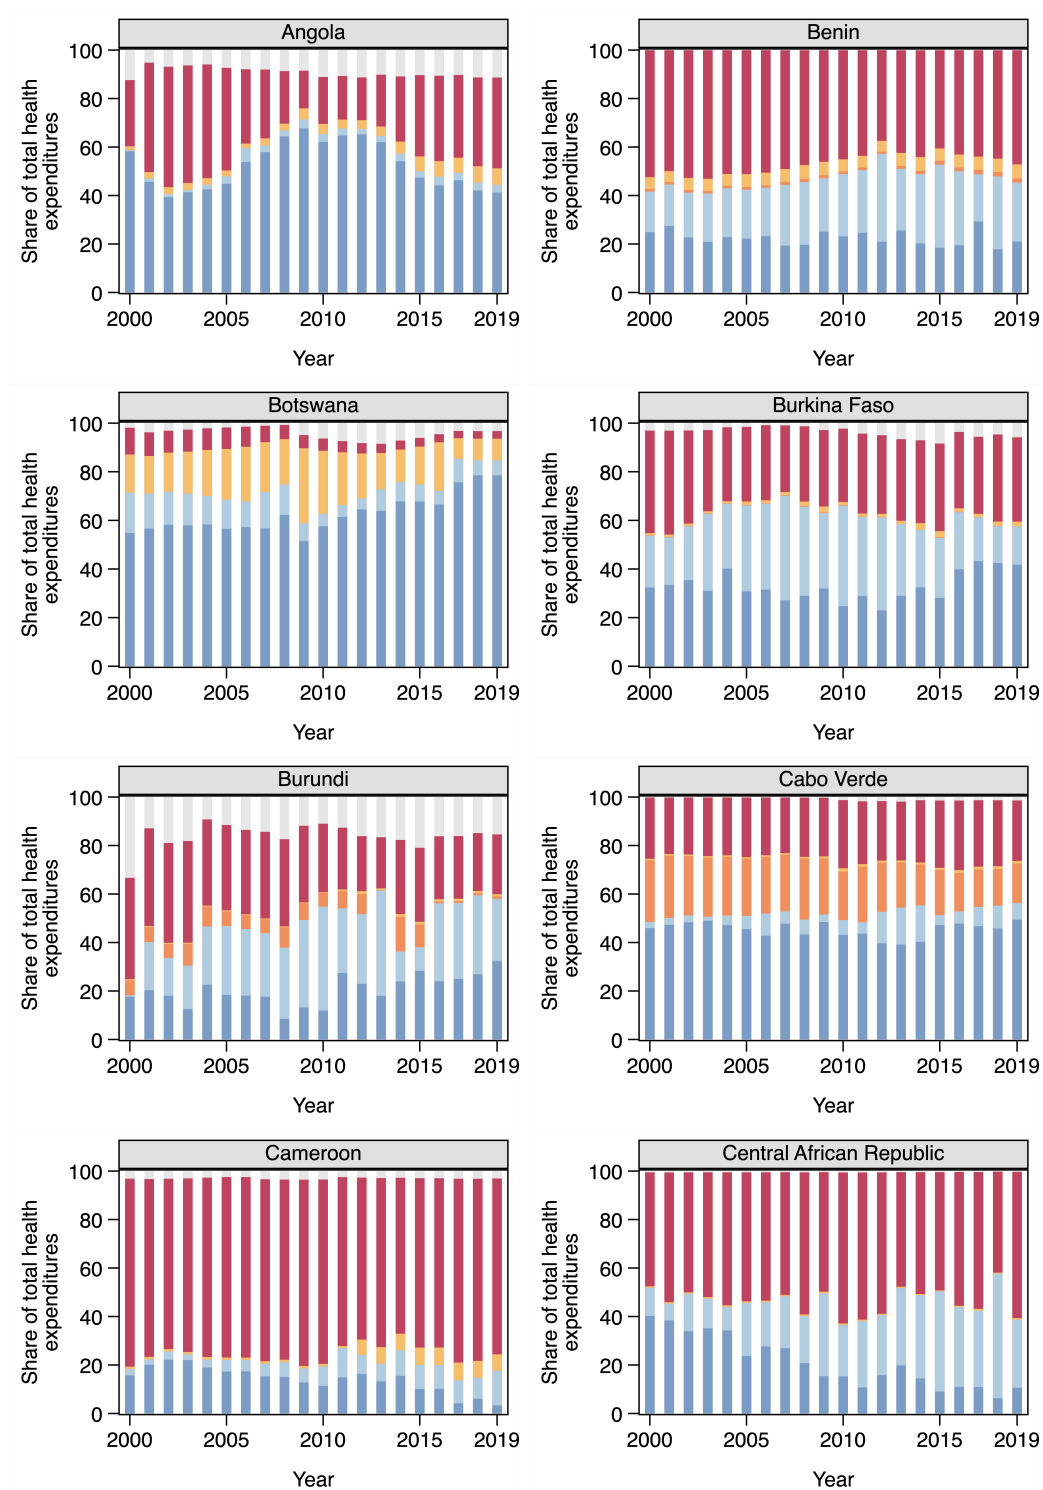 Angola
Share of total health
expenditures
100
80
60
40
20
0
2000 2005 2010 2015 2019
Year
Benin
Share of total health
expenditures
100
80
60
40
20
0
2000 2005 2010 2015 2019
Year
Botswana
Share of total health
expenditures
100
80
60
40
20
0
2000 2005 2010 2015 2019
Year
Burkina Faso
Share of total health
expenditures
100
80
60
40
20
0
2000 2005 2010 2015 2019
Year
Burundi
Share of total health
expenditures
100
80
60
40
20
0
2000 2005 2010 2015 2019
Year
Cabo Verde
Share of total health
expenditures
100
80
60
40
20
0
2000 2005 2010 2015 2019
Year
Cameroon
Share of total health
expenditures
100
80
60
40
20
0
2000 2005 2010 2015 2019
Year
Central African Republic
Share of total health
expenditures
100
80
60
40
20
0
2000 2005 2010 2015 2019
Year